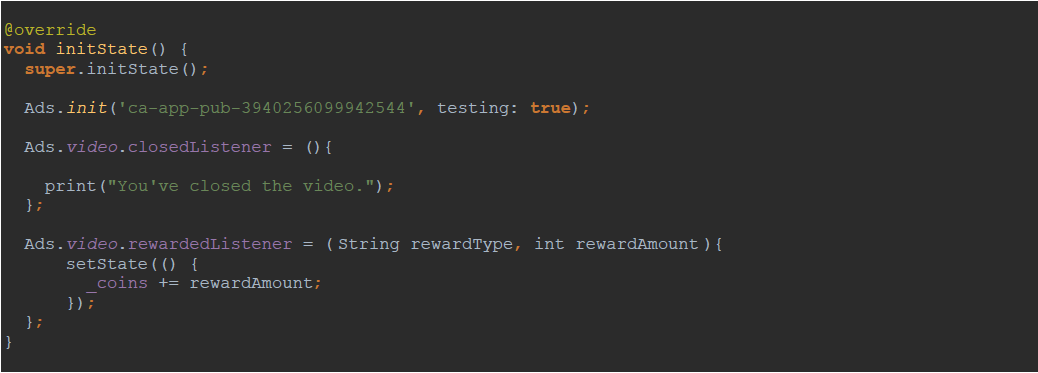 @override
void initState() {
  super.initState();
  Ads.init('ca-app-pub-3940256099942544', testing: true);
  Ads.video.closedListener = (){
    print("You've closed the video.");
  };
  Ads.video.rewardedListener = (String rewardType, int rewardAmount){
      setState(() {
        _coins += rewardAmount;
      });
  };
}